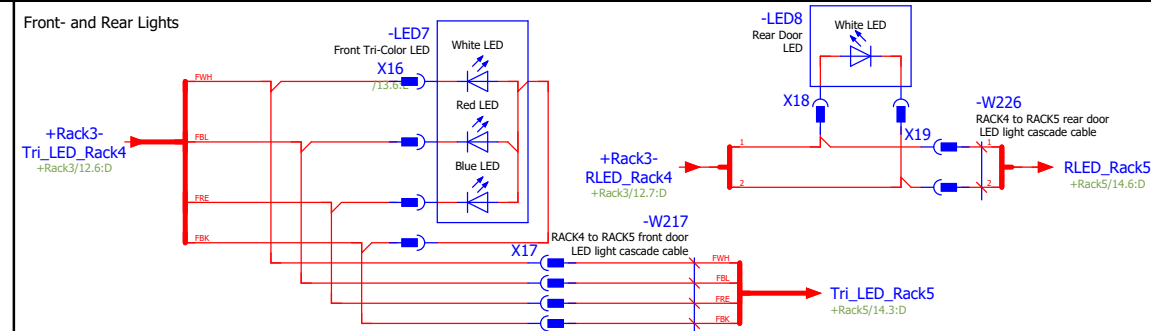 Front- and Rear Lights
-LED7
Front Tri-Color LED
X16
/13.6:E
White LED
Red LED
Blue LED
FWH
FBL
FRE
FBK
+Rack3-
Tri_LED_Rack4
+Rack3/12.6:D
-LED8
Rear Door
LED
White LED
X18
X19
-W226
RACK4 to RACK5 rear door
LED light cascade cable
+Rack3-
RLED_Rack4
+Rack3/12.7:D
1
2
1
2
RLED_Rack5
+Rack5/14.6:D
-W217
RACK4 to RACK5 front door
LED light cascade cable
X17
FWH
FBL
FRE
FBK
Tri_LED_Rack5
+Rack5/14.3:D